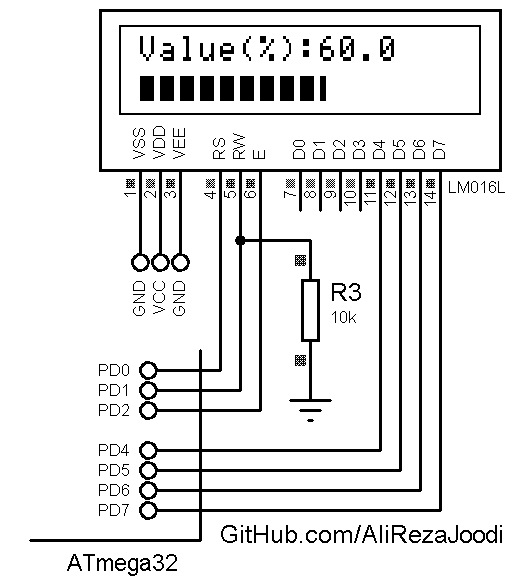 Value(%):60.0
VSS VDD VEE RS RW E D0 D1 D2 D3 D4 D5 D6 D7
1 2 3 4 5 6 7 8 9 10 11 12 13 14
LM016L
GND VCC GND
R3
10k
PD0
PD1
PD2
PD4
PD5
PD6
PD7
GitHub.com/AliRezaJoodi
ATmega32